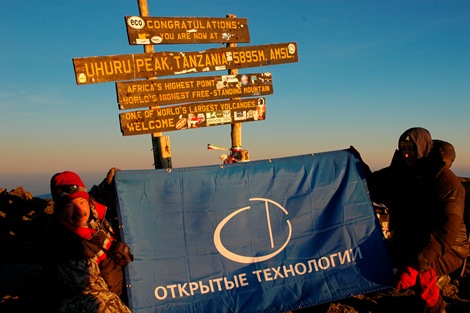 eco
CONGRATULATIONS
YOU ARE NOW AT
UHURU PEAK, TANZANIA, 5895M. AMSL
AFRICA'S HIGHEST POINT
WORLD'S HIGHEST FREE-STANDING MOUNTAIN
ONE OF WORLD'S LARGEST VOLCANOES.
WELCOME
ОТКРЫТЫЕ ТЕХНОЛОГИИ